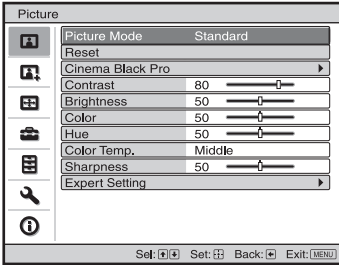 Picture
Picture Mode Standard
Reset
Cinema Black Pro
Contrast 80
Brightness 50
Color 50
Hue 50
Color Temp. Middle
Sharpness 50
Expert Setting
Sel: Set: Back: Exit: MENU